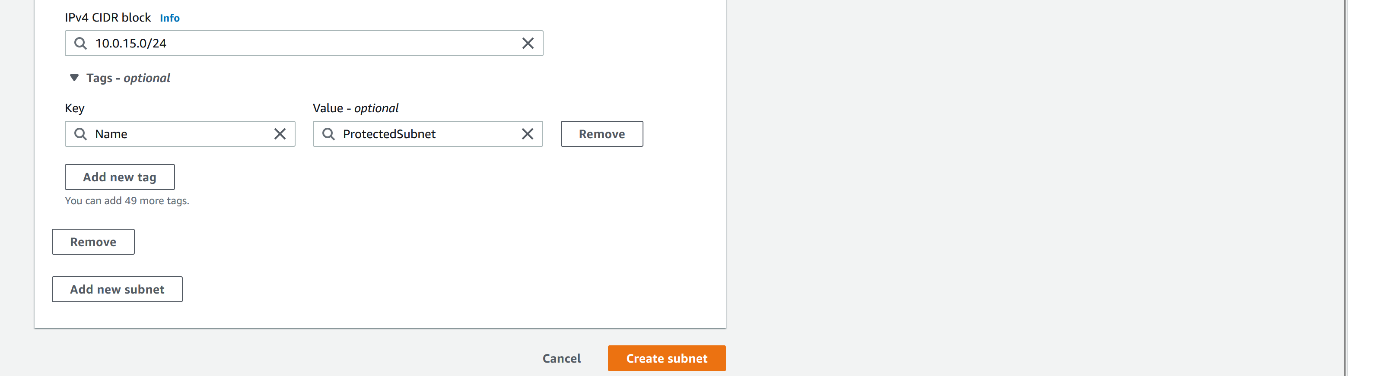 IPv4 CIDR block Info
10.0.15.0/24
Tags - optional
Key
Value - optional
Name
ProtectedSubnet
Remove
Add new tag
You can add 49 more tags.
Remove
Add new subnet
Cancel
Create subnet